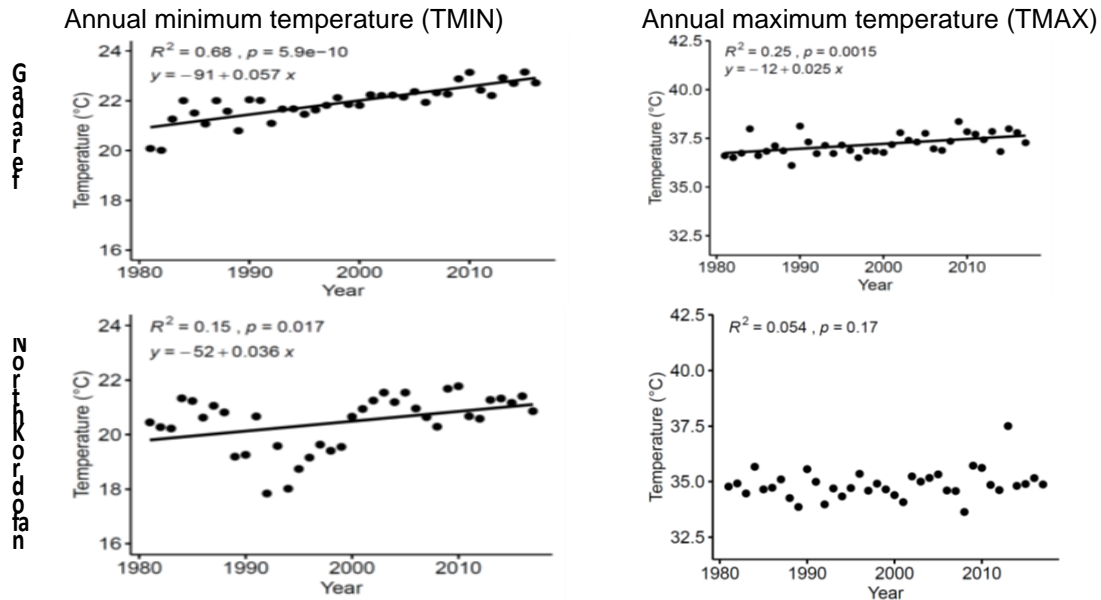 Annual minimum temperature (TMIN)
Annual maximum temperature (TMAX)
Gadaref
R² = 0.68 , p = 5.9e−10
y = −91 + 0.057 x
Temperature (°C)
24
22
20
18
16
1980 1990 2000 2010
Year
R² = 0.25 , p = 0.0015
y = −12 + 0.025 x
Temperature (°C)
42.5
40.0
37.5
35.0
32.5
1980 1990 2000 2010
Year
North Kordofan
R² = 0.15 , p = 0.017
y = −52 + 0.036 x
Temperature (°C)
24
22
20
18
16
1980 1990 2000 2010
Year
R² = 0.054 , p = 0.17
Temperature (°C)
42.5
40.0
37.5
35.0
32.5
1980 1990 2000 2010
Year